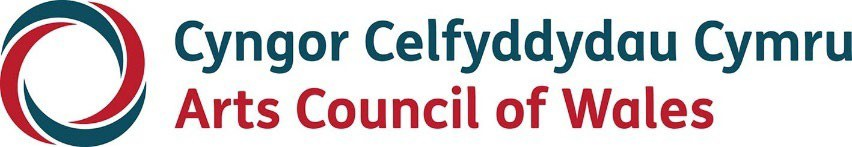 Cyngor Celfyddydau Cymru
Arts Council of Wales